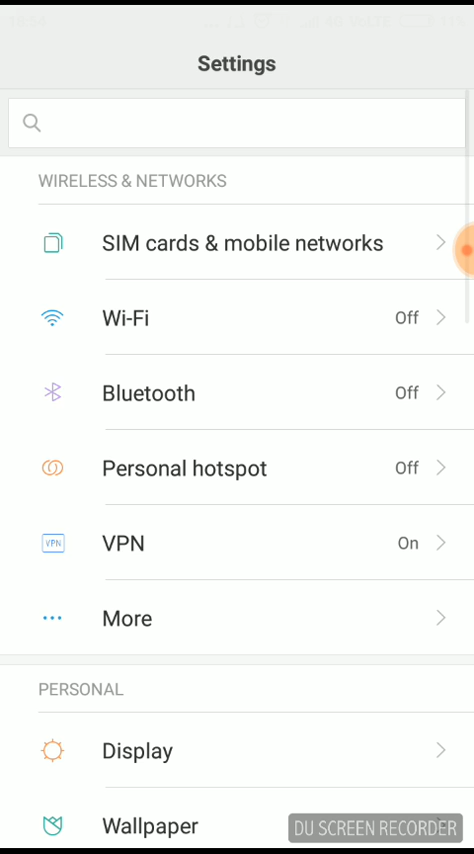 Settings
WIRELESS & NETWORKS
SIM cards & mobile networks
Wi-Fi Off
Bluetooth Off
Personal hotspot Off
VPN VPN On
More
PERSONAL
Display
Wallpaper
DU SCREEN RECORDER